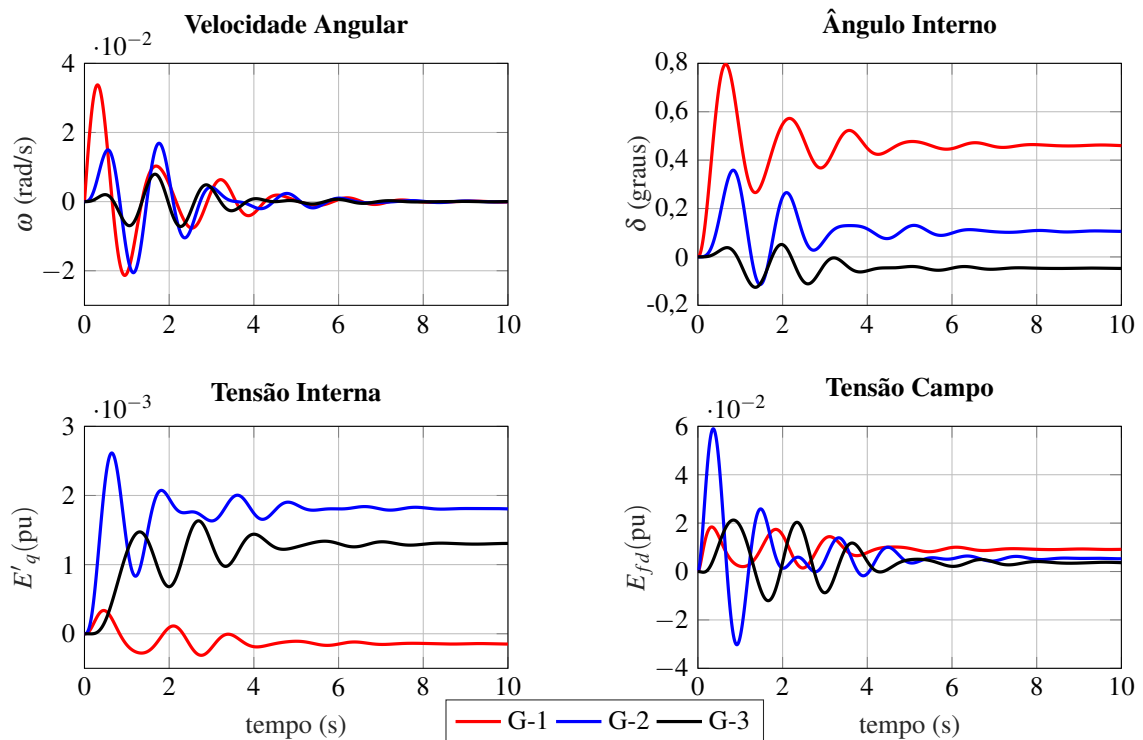 Velocidade Angular
·10−2
4
2
0
−2
ω (rad/s)
0 2 4 6 8 10
Ângulo Interno
0,8
0,6
0,4
0,2
0
-0,2
δ (graus)
0 2 4 6 8 10
Tensão Interna
·10−3
3
2
1
0
E′q(pu)
0 2 4 6 8 10
tempo (s)
Tensão Campo
·10−2
6
4
2
0
−2
−4
Efd(pu)
0 2 4 6 8 10
tempo (s)
G-1 G-2 G-3